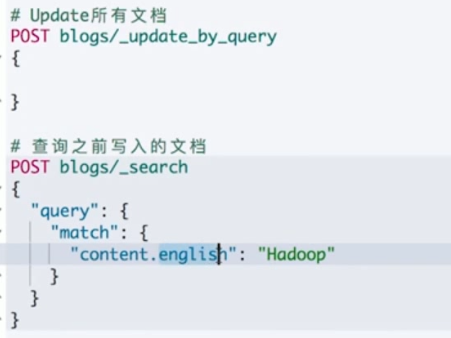 # Update所有文档
POST blogs/_update_by_query
{
}
# 查询之前写入的文档
POST blogs/_search
{
"query": {
"match": {
"content.english": "Hadoop"
}
}
}